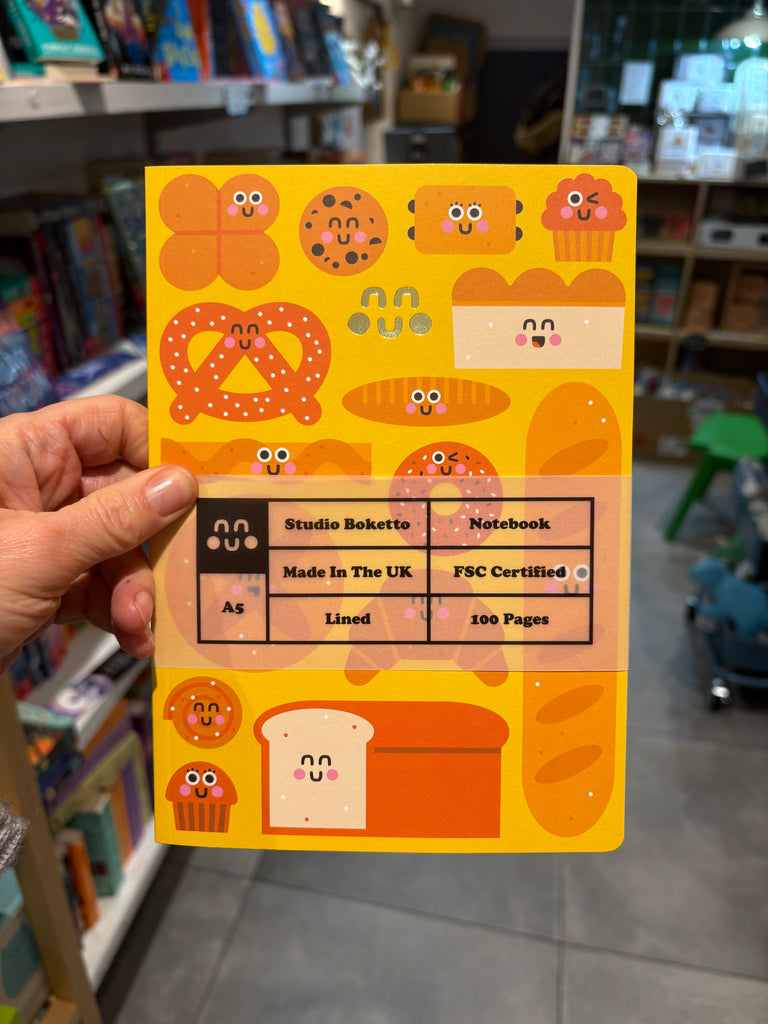 Studio Boketto
Notebook
Made In The UK
FSC Certified
A5
Lined
100 Pages